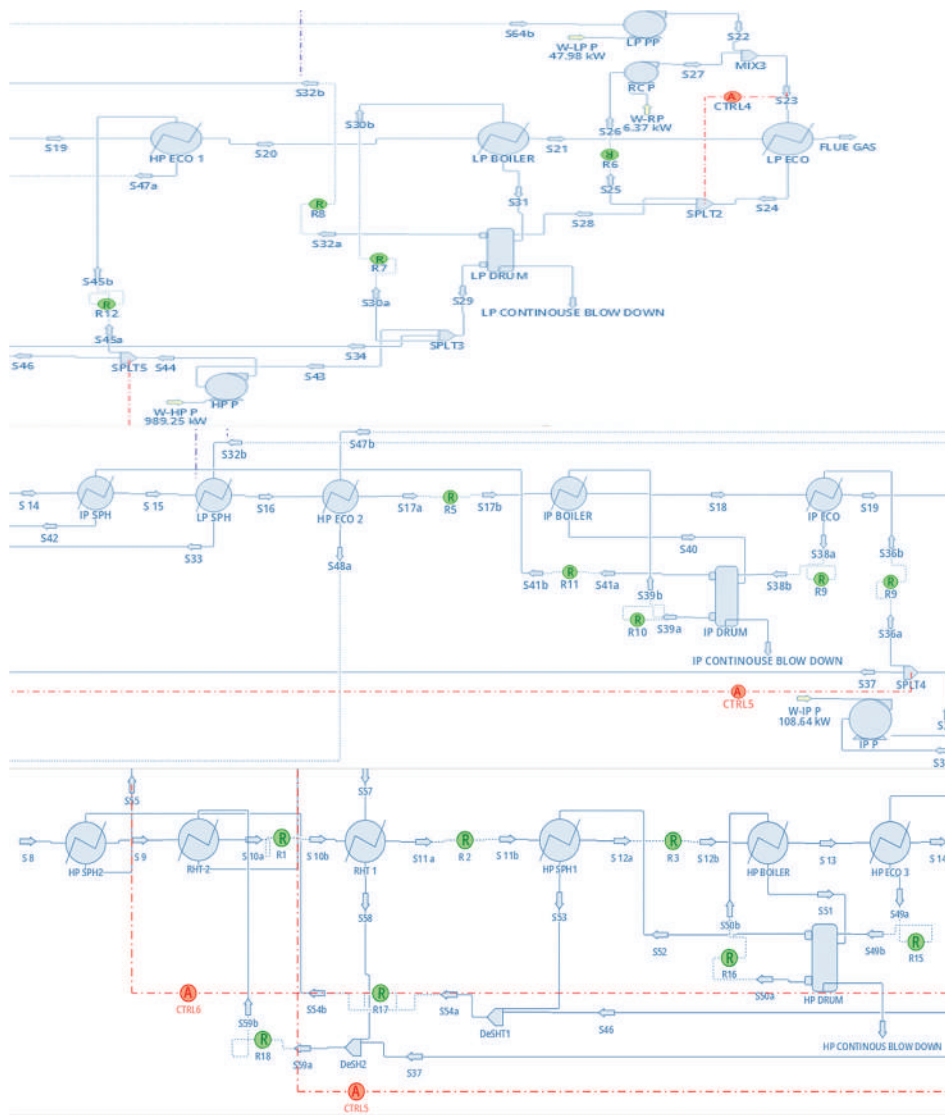 S64b
LP PP
S22
W-LP P
47.98 kW
MIX3
S27
RC P
S32b
CTRL4
S23
S30b
W-RP
6.37 kW
S26
S19
HP ECO 1
S20
LP BOILER
S21
R
R6
LP ECO
FLUE GAS
S47a
S25
S31
R
R8
SPLT2
S24
S28
S32a
R
R7
LP DRUM
S45b
S30a
S29
R
R12
LP CONTINOUSE BLOW DOWN
S45a
S34
SPLT3
S46
SPLT5
S44
S43
HP P
W-HP P
989.25 kW
S47b
S32b
S 14
IP SPH
S 15
LP SPH
S16
HP ECO 2
S17a
R
R5
S17b
IP BOILER
S18
IP ECO
S19
S42
S33
S48a
S40
S38a
S36b
S41b
R
R11
S41a
S39b
S38b
R
R9
R
R9
R
R10
S39a
IP DRUM
S36a
IP CONTINOUSE BLOW DOWN
S37
SPLT4
A
CTRL5
W-IP P
108.64 kW
IP P
S55
S57
S 8
HP SPH2
S 9
RHT-2
S 10a
R
R1
S 10b
RHT 1
S11a
R
R 2
S 11b
HP SPH1
S 12a
R
R 3
S12b
HP BOILER
S 13
HP ECO 3
S 14
S58
S53
S50b
S51
S49a
S52
S49b
R
R15
R
R16
S50a
HP DRUM
A
CTRL6
S54b
R
R17
S54a
DeSHT1
S46
S59b
R
R18
S59a
DeSH2
S37
HP CONTINOUS BLOW DOWN
A
CTRL5